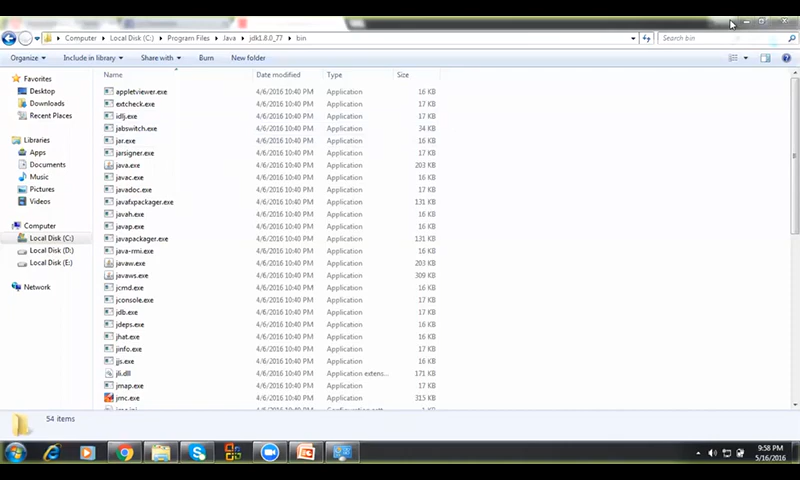 Computer Local Disk (C:) Program Files Java jdk1.8.0_77 bin Search bin
Organize Include in library Share with Burn New folder
Name Date modified Type Size
Favorites
Desktop
Downloads
Recent Places
Libraries
Apps
Documents
Music
Pictures
Videos
Computer
Local Disk (C:)
Local Disk (D:)
Local Disk (E:)
Network
appletviewer.exe 4/6/2016 10:40 PM Application 16 KB
extcheck.exe 4/6/2016 10:40 PM Application 17 KB
idlj.exe 4/6/2016 10:40 PM Application 16 KB
jabswitch.exe 4/6/2016 10:40 PM Application 34 KB
jar.exe 4/6/2016 10:40 PM Application 16 KB
jarsigner.exe 4/6/2016 10:40 PM Application 17 KB
java.exe 4/6/2016 10:40 PM Application 203 KB
javac.exe 4/6/2016 10:40 PM Application 16 KB
javadoc.exe 4/6/2016 10:40 PM Application 17 KB
javafxpackager.exe 4/6/2016 10:40 PM Application 131 KB
javah.exe 4/6/2016 10:40 PM Application 17 KB
javap.exe 4/6/2016 10:40 PM Application 16 KB
javapackager.exe 4/6/2016 10:40 PM Application 131 KB
java-rmi.exe 4/6/2016 10:40 PM Application 16 KB
javaw.exe 4/6/2016 10:40 PM Application 203 KB
javaws.exe 4/6/2016 10:40 PM Application 309 KB
jcmd.exe 4/6/2016 10:40 PM Application 16 KB
jconsole.exe 4/6/2016 10:40 PM Application 17 KB
jdb.exe 4/6/2016 10:40 PM Application 17 KB
jdeps.exe 4/6/2016 10:40 PM Application 17 KB
jhat.exe 4/6/2016 10:40 PM Application 17 KB
jinfo.exe 4/6/2016 10:40 PM Application 17 KB
jjs.exe 4/6/2016 10:40 PM Application 16 KB
jli.dll 4/6/2016 10:40 PM Application extens... 171 KB
jmap.exe 4/6/2016 10:40 PM Application 17 KB
jmc.exe 4/6/2016 10:40 PM Application 315 KB
54 items
9:58 PM
5/16/2016